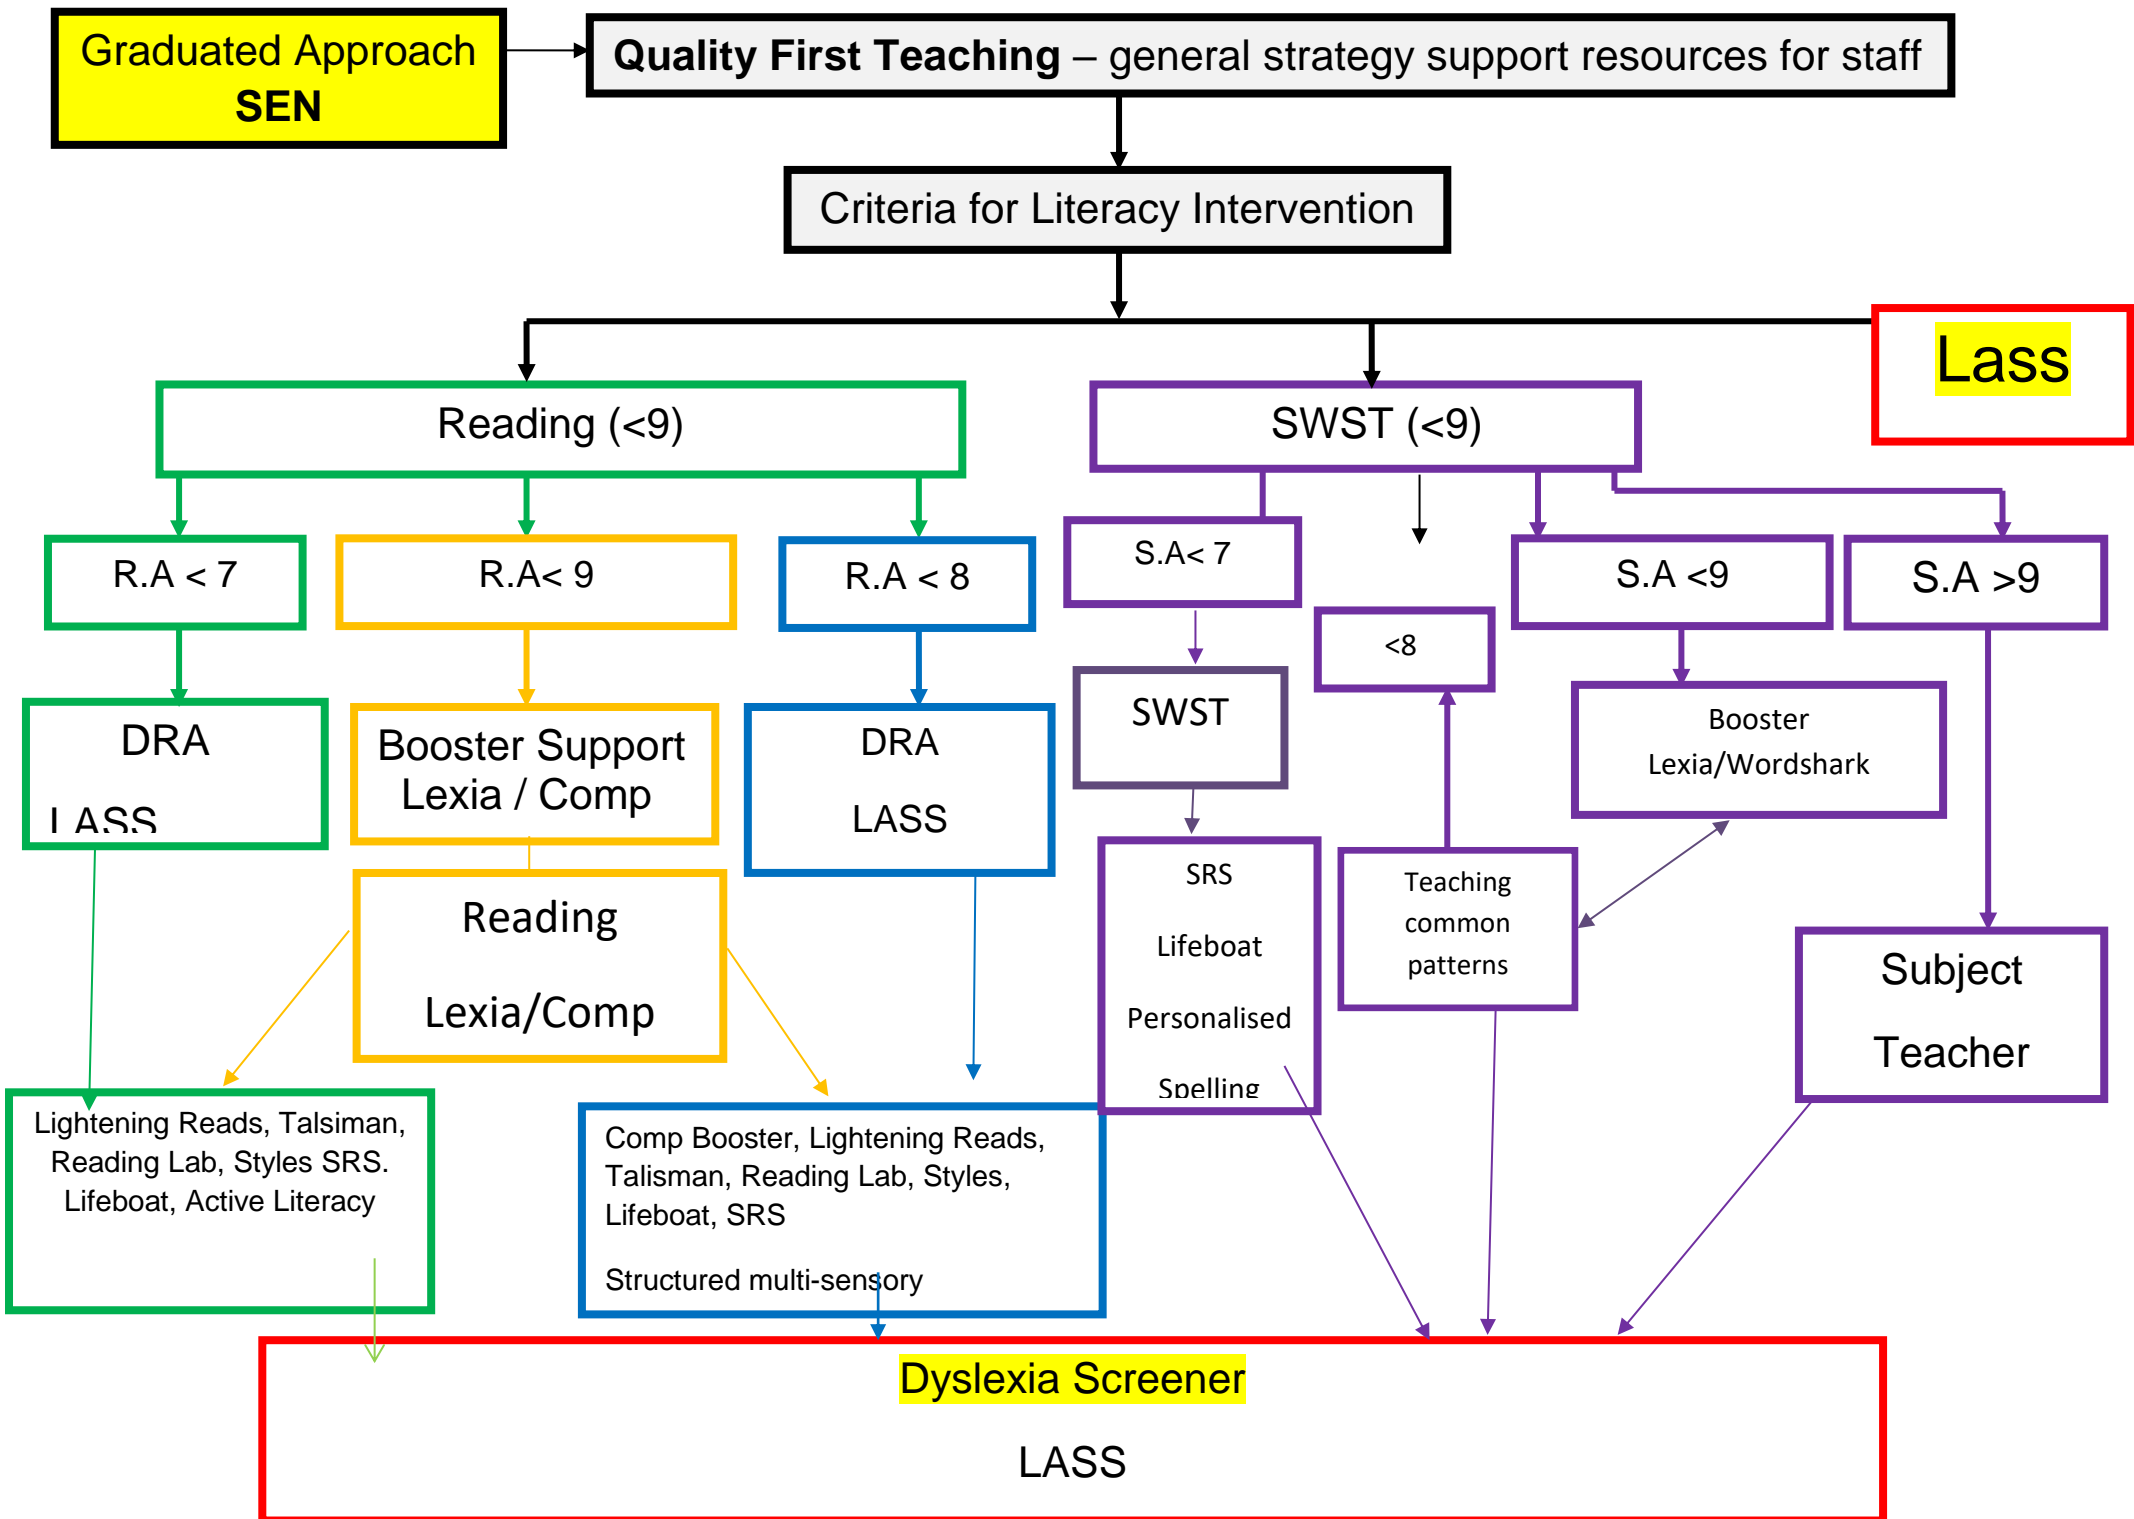 Graduated Approach
SEN
Quality First Teaching – general strategy support resources for staff
Criteria for Literacy Intervention
Lass
Reading (<9)
SWST (<9)
R.A < 7
R.A< 9
R.A < 8
S.A< 7
<8
S.A <9
S.A >9
DRA
LASS
Booster Support
Lexia / Comp
DRA
LASS
SWST
Booster
Lexia/Wordshark
Reading
Lexia/Comp
SRS
Lifeboat
Personalised
Spelling
Teaching
common
patterns
Subject
Teacher
Lightening Reads, Talsiman,
Reading Lab, Styles SRS.
Lifeboat, Active Literacy
Comp Booster, Lightening Reads,
Talisman, Reading Lab, Styles,
Lifeboat, SRS
Structured multi-sensory
Dyslexia Screener
LASS